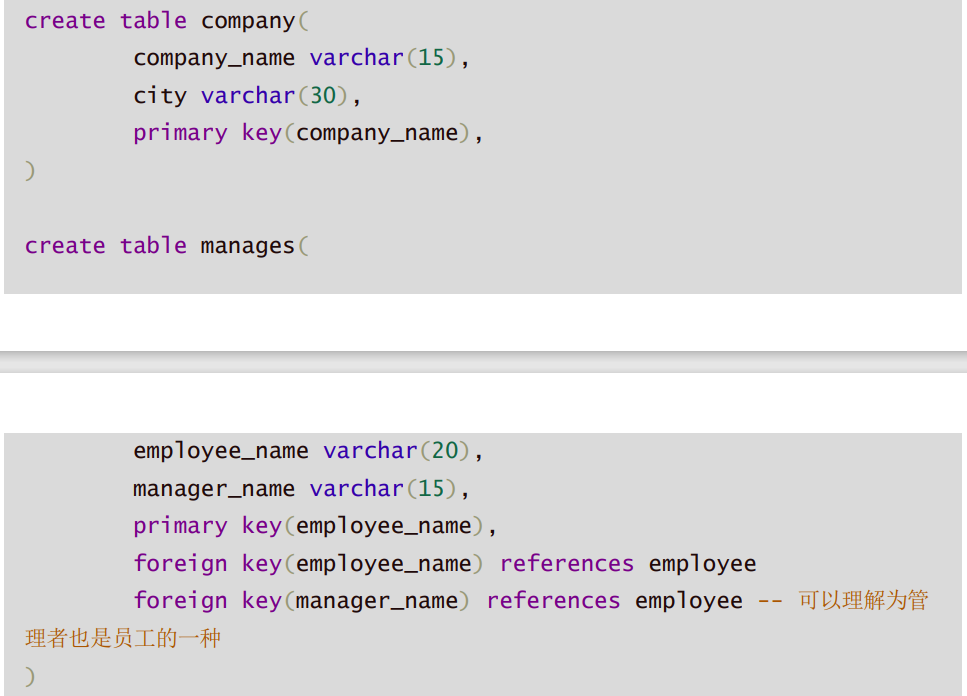 create table company(
company_name varchar(15),
city varchar(30),
primary key(company_name),
)
create table manages(
employee_name varchar(20),
manager_name varchar(15),
primary key(employee_name),
foreign key(employee_name) references employee
foreign key(manager_name) references employee -- 可以理解为管
理者也是员工的一种
)